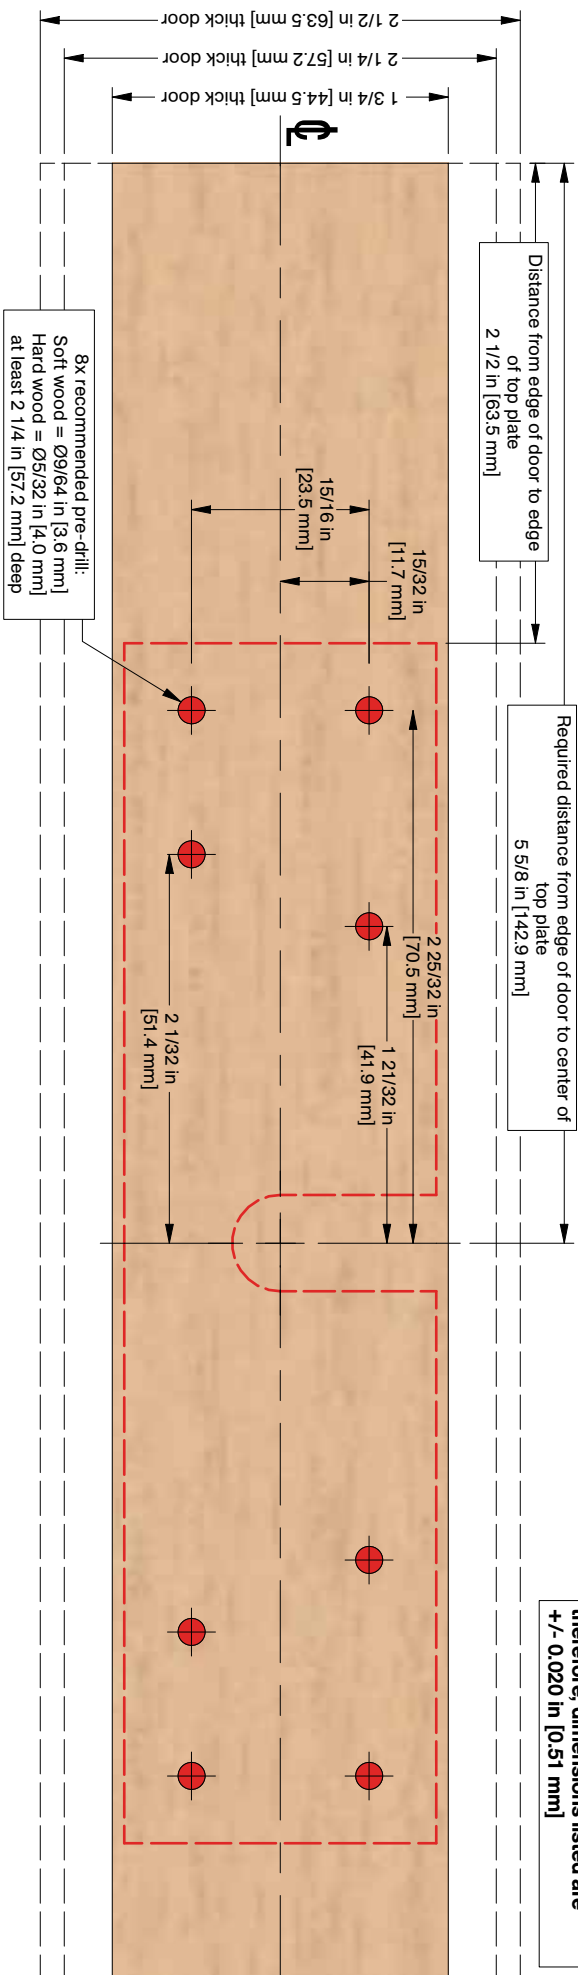 2 1/2 in [63.5 mm] thick door
2 1/4 in [57.2 mm] thick door
1 3/4 in [44.5 mm] thick door
CL
Distance from edge of door to edge
of top plate
2 1/2 in [63.5 mm]
Required distance from edge of door to center of
top plate
5 5/8 in [142.9 mm]
therefore, dimensions listed are
+/- 0.020 in [0.51 mm]
15/16 in
[23.5 mm]
15/32 in
[11.7 mm]
2 25/32 in
[70.5 mm]
1 21/32 in
[41.9 mm]
2 1/32 in
[51.4 mm]
8x recommended pre-drill:
Soft wood = Ø9/64 in [3.6 mm]
Hard wood = Ø5/32 in [4.0 mm]
at least 2 1/4 in [57.2 mm] deep